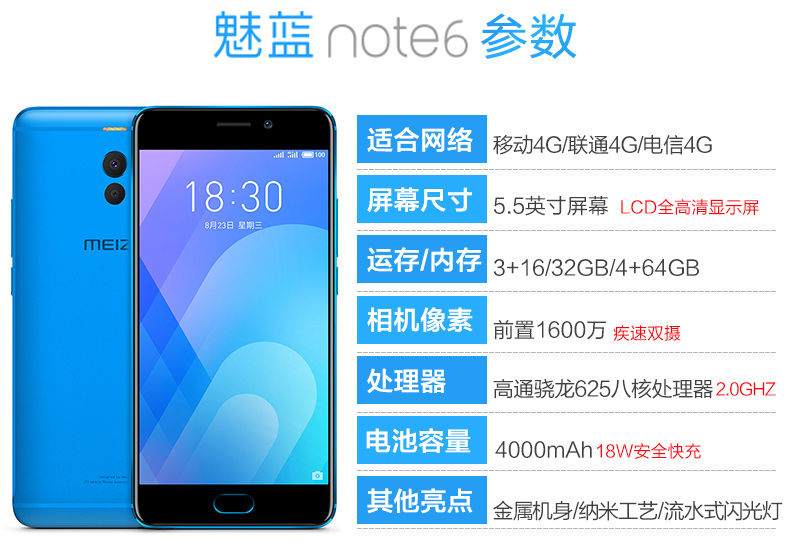 魅蓝 note6 参数
MEIZ
100
18:30
8月23日 星期三
适合网络 移动4G/联通4G/电信4G
屏幕尺寸 5.5英寸屏幕 LCD全高清显示屏
运存/内存 3+16/32GB/4+64GB
相机像素 前置1600万 疾速双摄
处理器 高通骁龙625八核处理器 2.0GHZ
电池容量 4000mAh 18W安全快充
其他亮点 金属机身/纳米工艺/流水式闪光灯